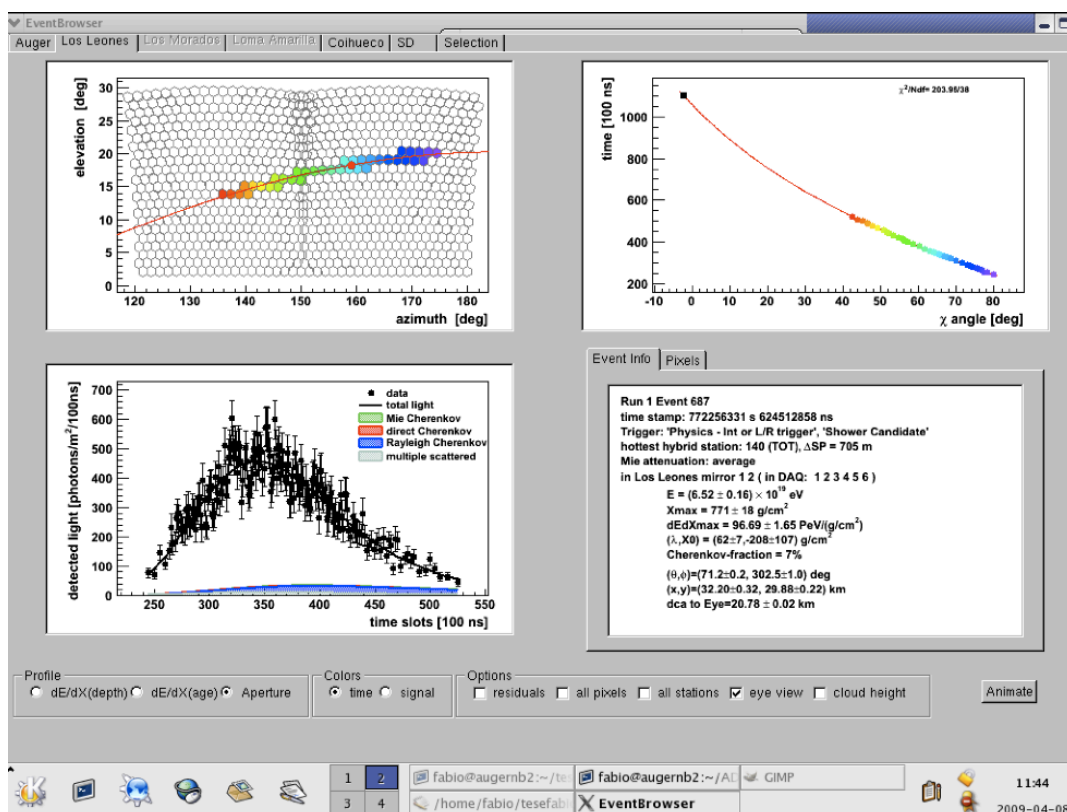 EventBrowser
Auger Los Leones Los Morados Loma Amarilla Coihueco SD Selection
elevation [deg]
30
25
20
15
10
5
0
120 130 140 150 160 170 180
azimuth [deg]
time [100 ns]
χ²/Ndf= 203.98/38
1000
800
600
400
200
-10 0 10 20 30 40 50 60 70 80 90
χ angle [deg]
detected light [photons/m²/100ns]
700
600
500
400
300
200
100
0
250 300 350 400 450 500 550
time slots [100 ns]
data
total light
Mie Cherenkov
direct Cherenkov
Rayleigh Cherenkov
multiple scattered
Event Info Pixels
Run 1 Event 687
time stamp: 772256331 s 624512858 ns
Trigger: 'Physics - Int or L/R trigger', 'Shower Candidate'
hottest hybrid station: 140 (TOT), ΔSP = 705 m
Mie attenuation: average
in Los Leones mirror 1 2 ( in DAQ: 1 2 3 4 5 6 )
E = (6.52 ± 0.16) × 10¹⁹ eV
Xmax = 771 ± 18 g/cm²
dEdXmax = 96.69 ± 1.65 PeV/(g/cm²)
(λ,X0) = (62±7,-208±107) g/cm²
Cherenkov-fraction = 7%
(θ,ϕ)=(71.2±0.2, 302.5±1.0) deg
(x,y)=(32.20±0.32, 29.88±0.22) km
dca to Eye=20.78 ± 0.02 km
Profile
dE/dX(depth) dE/dX(age) Aperture
Colors
time signal
Options
residuals all pixels all stations eye view cloud height
Animate
1 2
3 4
fabio@augernb2:~/tes fabio@augernb2:~/AD GIMP
/home/fabio/tesefabi EventBrowser
11:44
2009-04-08